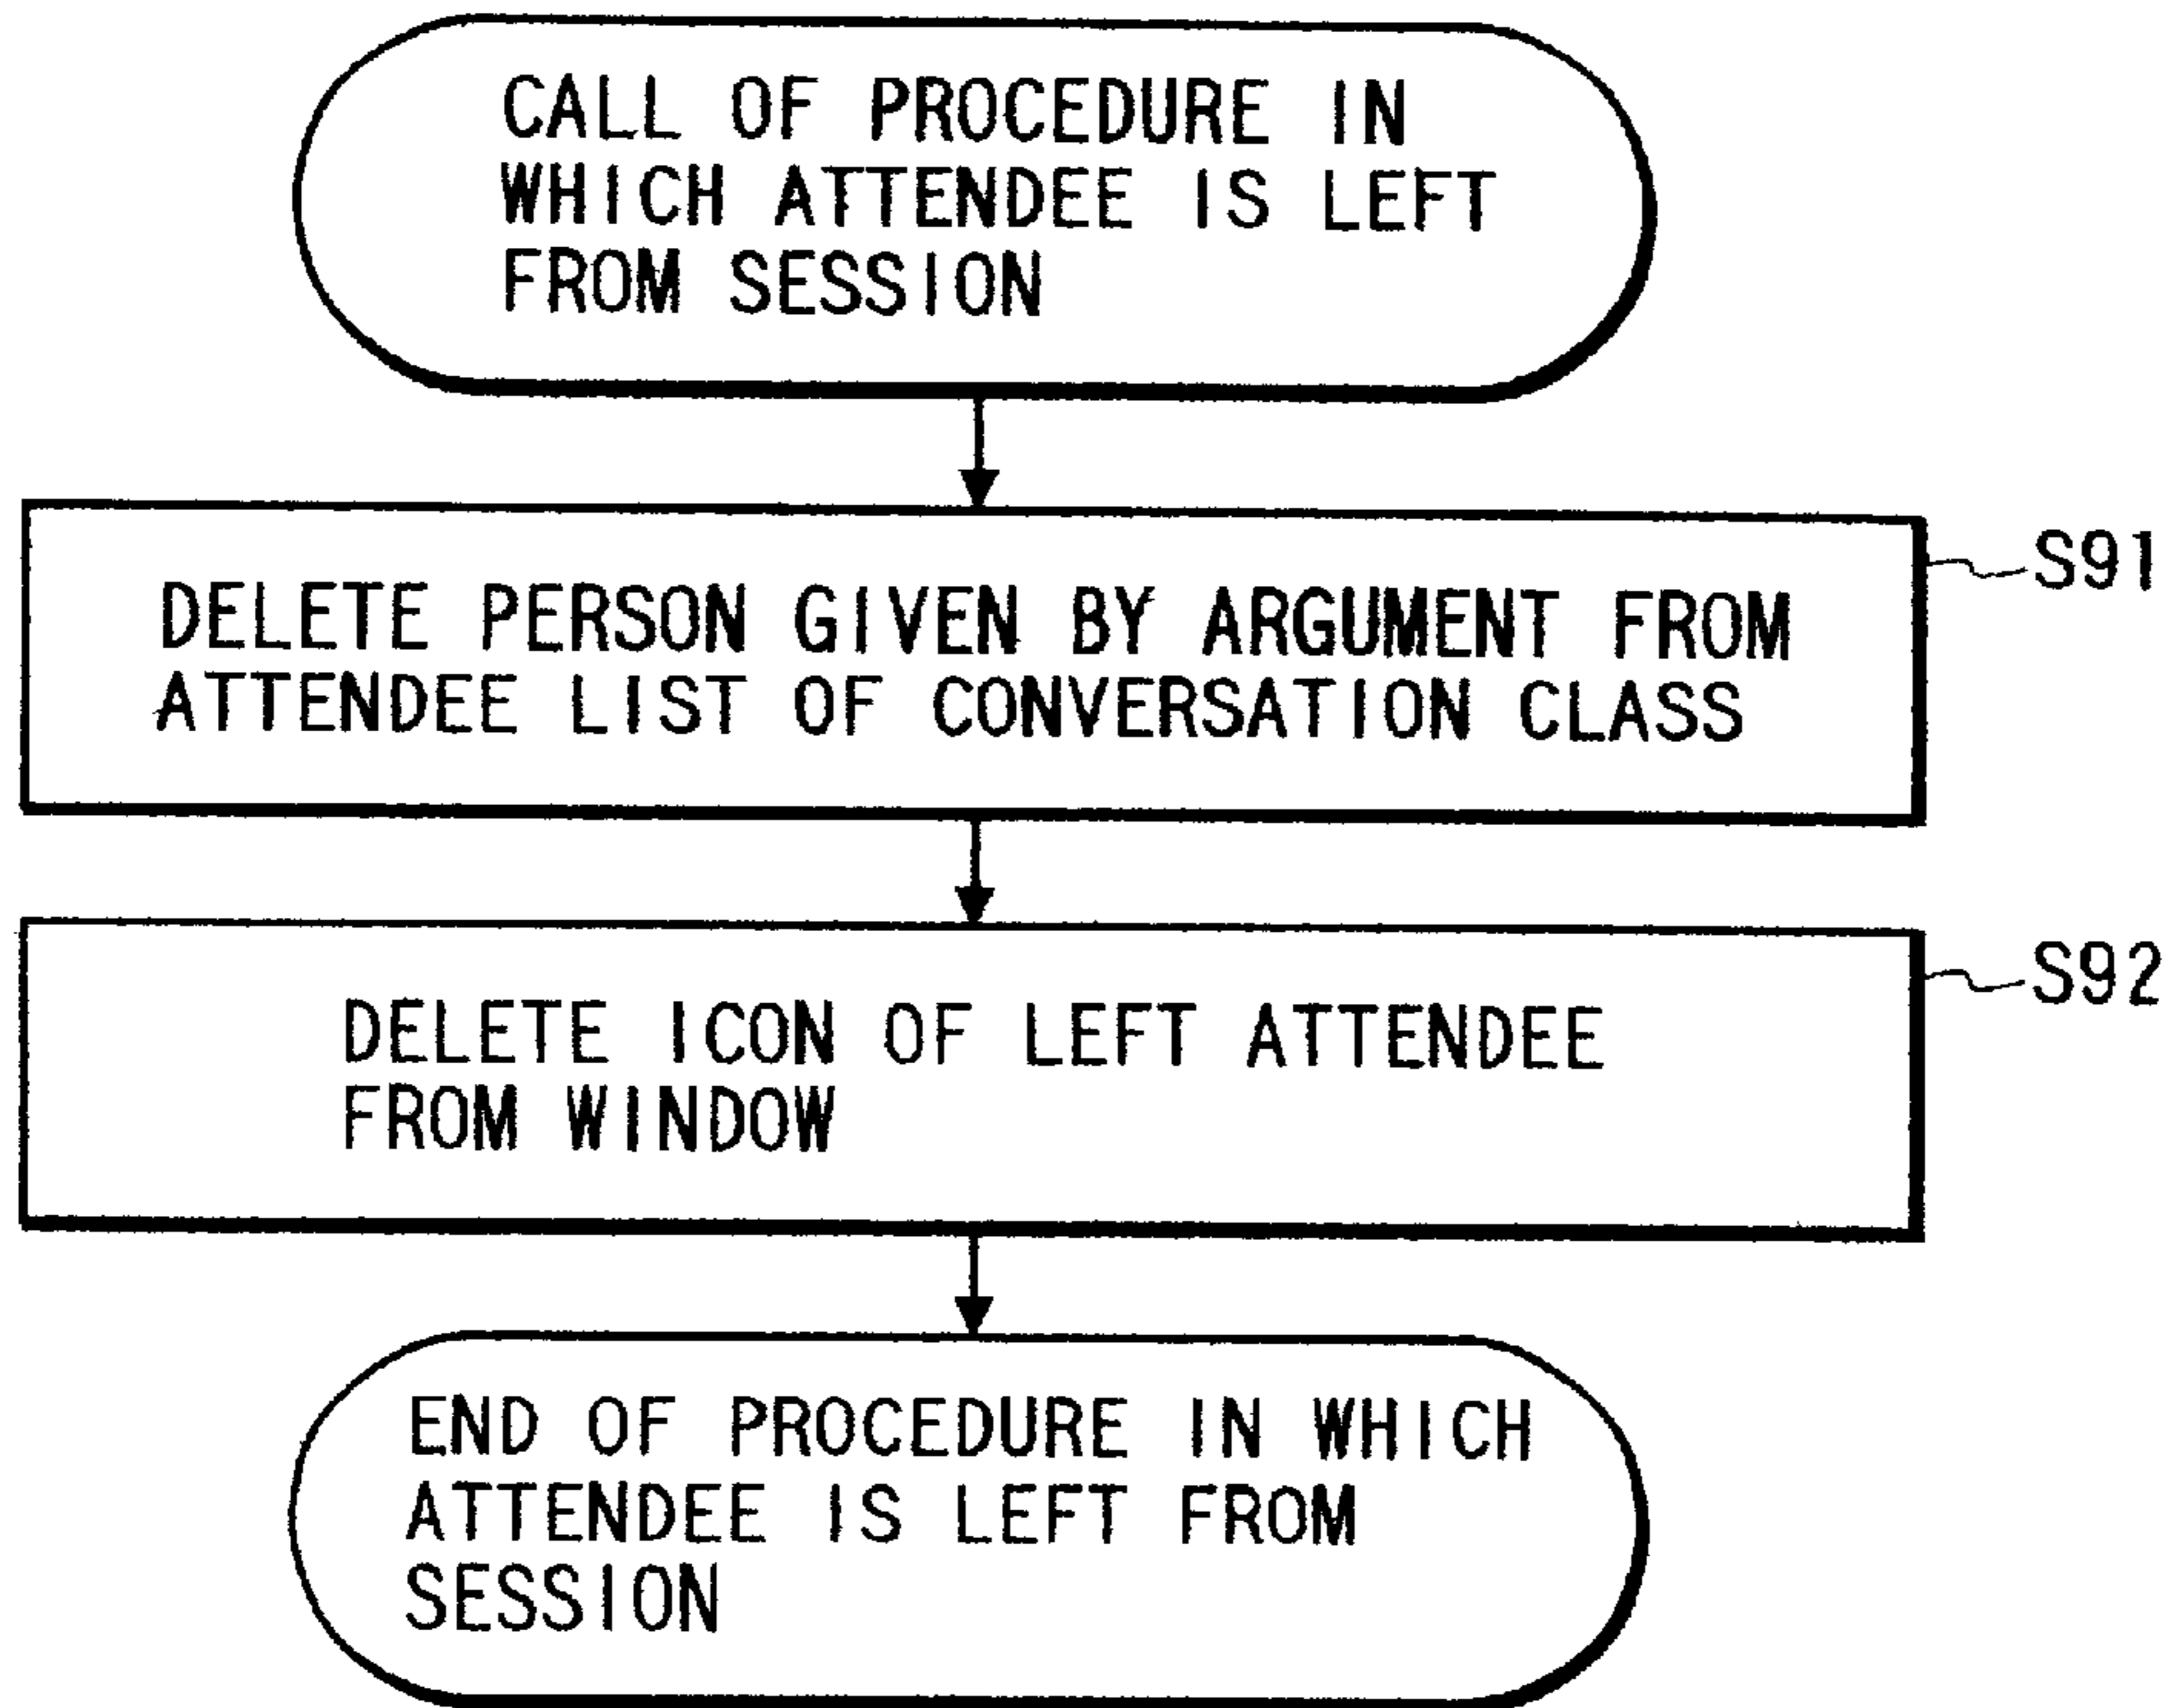 CALL OF PROCEDURE IN
WHICH ATTENDEE IS LEFT
FROM SESSION
S91
DELETE PERSON GIVEN BY ARGUMENT FROM
ATTENDEE LIST OF CONVERSATION CLASS
S92
DELETE ICON OF LEFT ATTENDEE
FROM WINDOW
END OF PROCEDURE IN WHICH
ATTENDEE IS LEFT FROM
SESSION